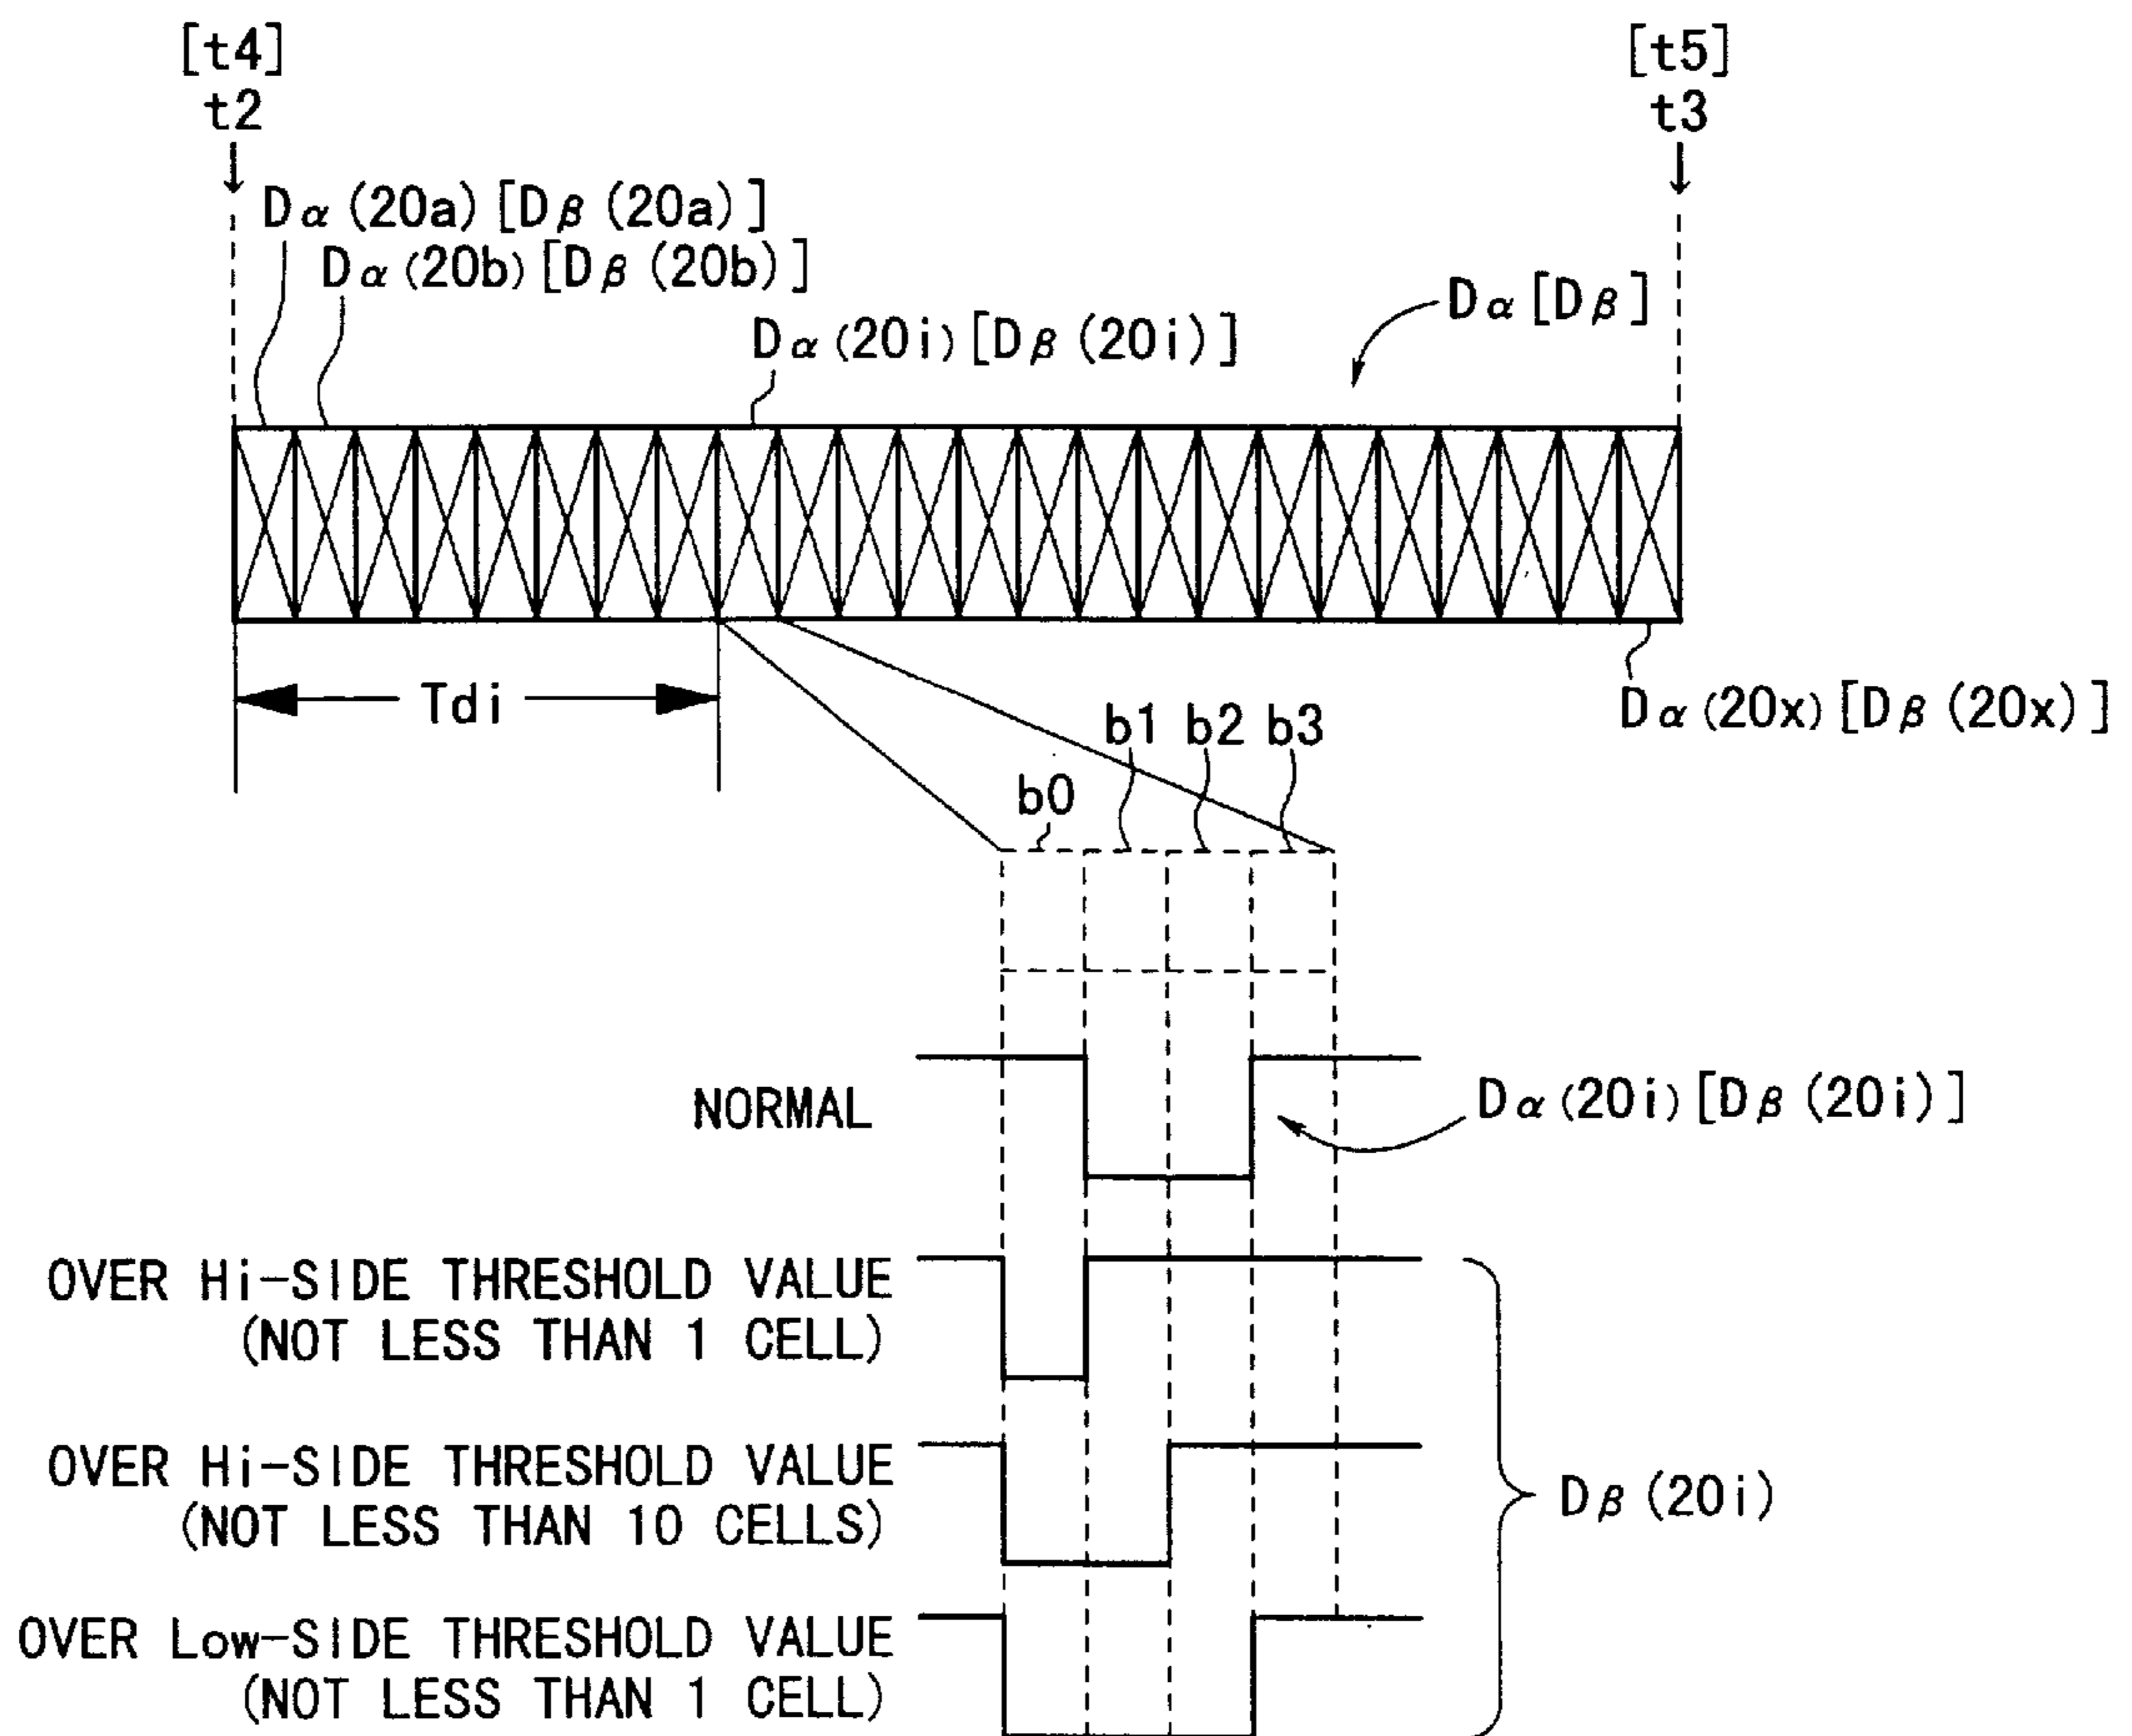 [t4]
t2
[t5]
t3
Dα(20a)[Dβ(20a)]
Dα(20b)[Dβ(20b)]
Dα[Dβ]
Dα(20i)[Dβ(20i)]
Tdi
Dα(20x)[Dβ(20x)]
b0
b1
b2
b3
NORMAL
Dα(20i)[Dβ(20i)]
OVER Hi-SIDE THRESHOLD VALUE
(NOT LESS THAN 1 CELL)
OVER Hi-SIDE THRESHOLD VALUE
(NOT LESS THAN 10 CELLS)
Dβ(20i)
OVER Low-SIDE THRESHOLD VALUE
(NOT LESS THAN 1 CELL)